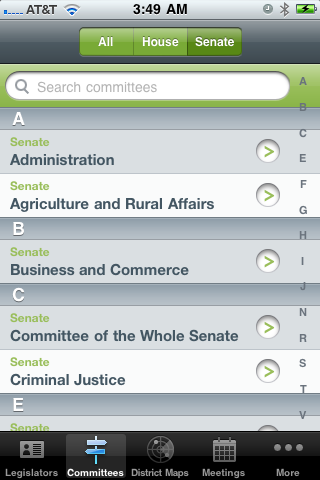 AT&T 3:49 AM
All House Senate
Search committees
A
B
C
E
F
G
H
I
J
N
R
S
T
V
A
Senate
Administration
Senate
Agriculture and Rural Affairs
B
Senate
Business and Commerce
C
Senate
Committee of the Whole Senate
Senate
Criminal Justice
E
Senate
Legislators Committees District Maps Meetings More